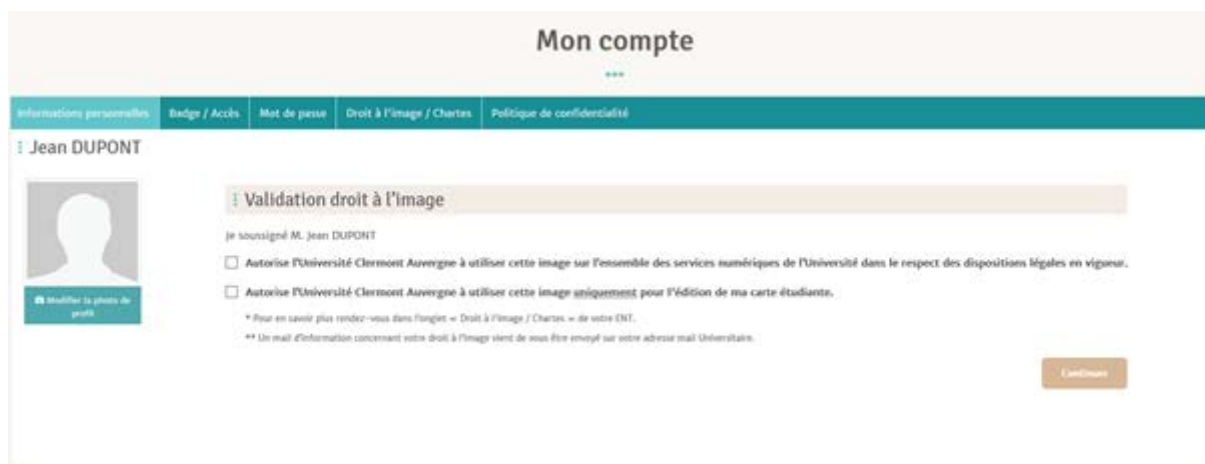 Mon compte
Informations personnelles Badge / Accès Mot de passe Droit à l'image / Chartes Politique de confidentialité
Jean DUPONT
Validation droit à l'image
Je soussigné M. Jean DUPONT
Autorise l'Université Clermont Auvergne à utiliser cette image sur l'ensemble des services numériques de l'Université dans le respect des dispositions légales en vigueur.
Autorise l'Université Clermont Auvergne à utiliser cette image uniquement pour l'édition de ma carte étudiante.
Modifier la photo de
profil
* Pour en savoir plus rendez-vous dans l'onglet « Droit à l'image / Chartes » de votre ENT.
** Un mail d'information concernant votre droit à l'image vient de vous être envoyé sur votre adresse mail Universitaire.
Continuer